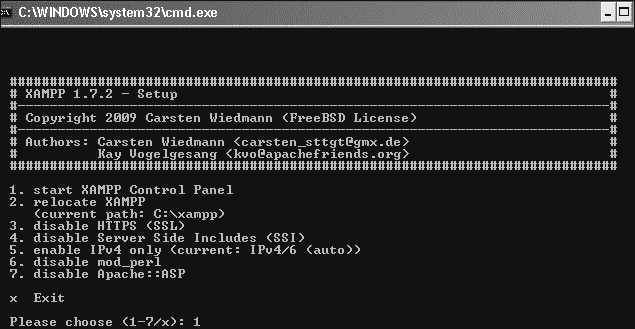 C:\WINDOWS\system32\cmd.exe
###########################################################################
# XAMPP 1.7.2 - Setup #
#-------------------------------------------------------------------------#
# Copyright 2009 Carsten Wiedmann (FreeBSD License) #
#-------------------------------------------------------------------------#
# Authors: Carsten Wiedmann <carsten_sttgt@gmx.de> #
# Kay Vogelgesang <kvo@apachefriends.org> #
###########################################################################
1. start XAMPP Control Panel
2. relocate XAMPP
(current path: C:\xampp)
3. disable HTTPS (SSL)
4. disable Server Side Includes (SSI)
5. enable IPv4 only (current: IPv4/6 (auto))
6. disable mod_perl
7. disable Apache::ASP
x Exit
Please choose (1-7/x): 1